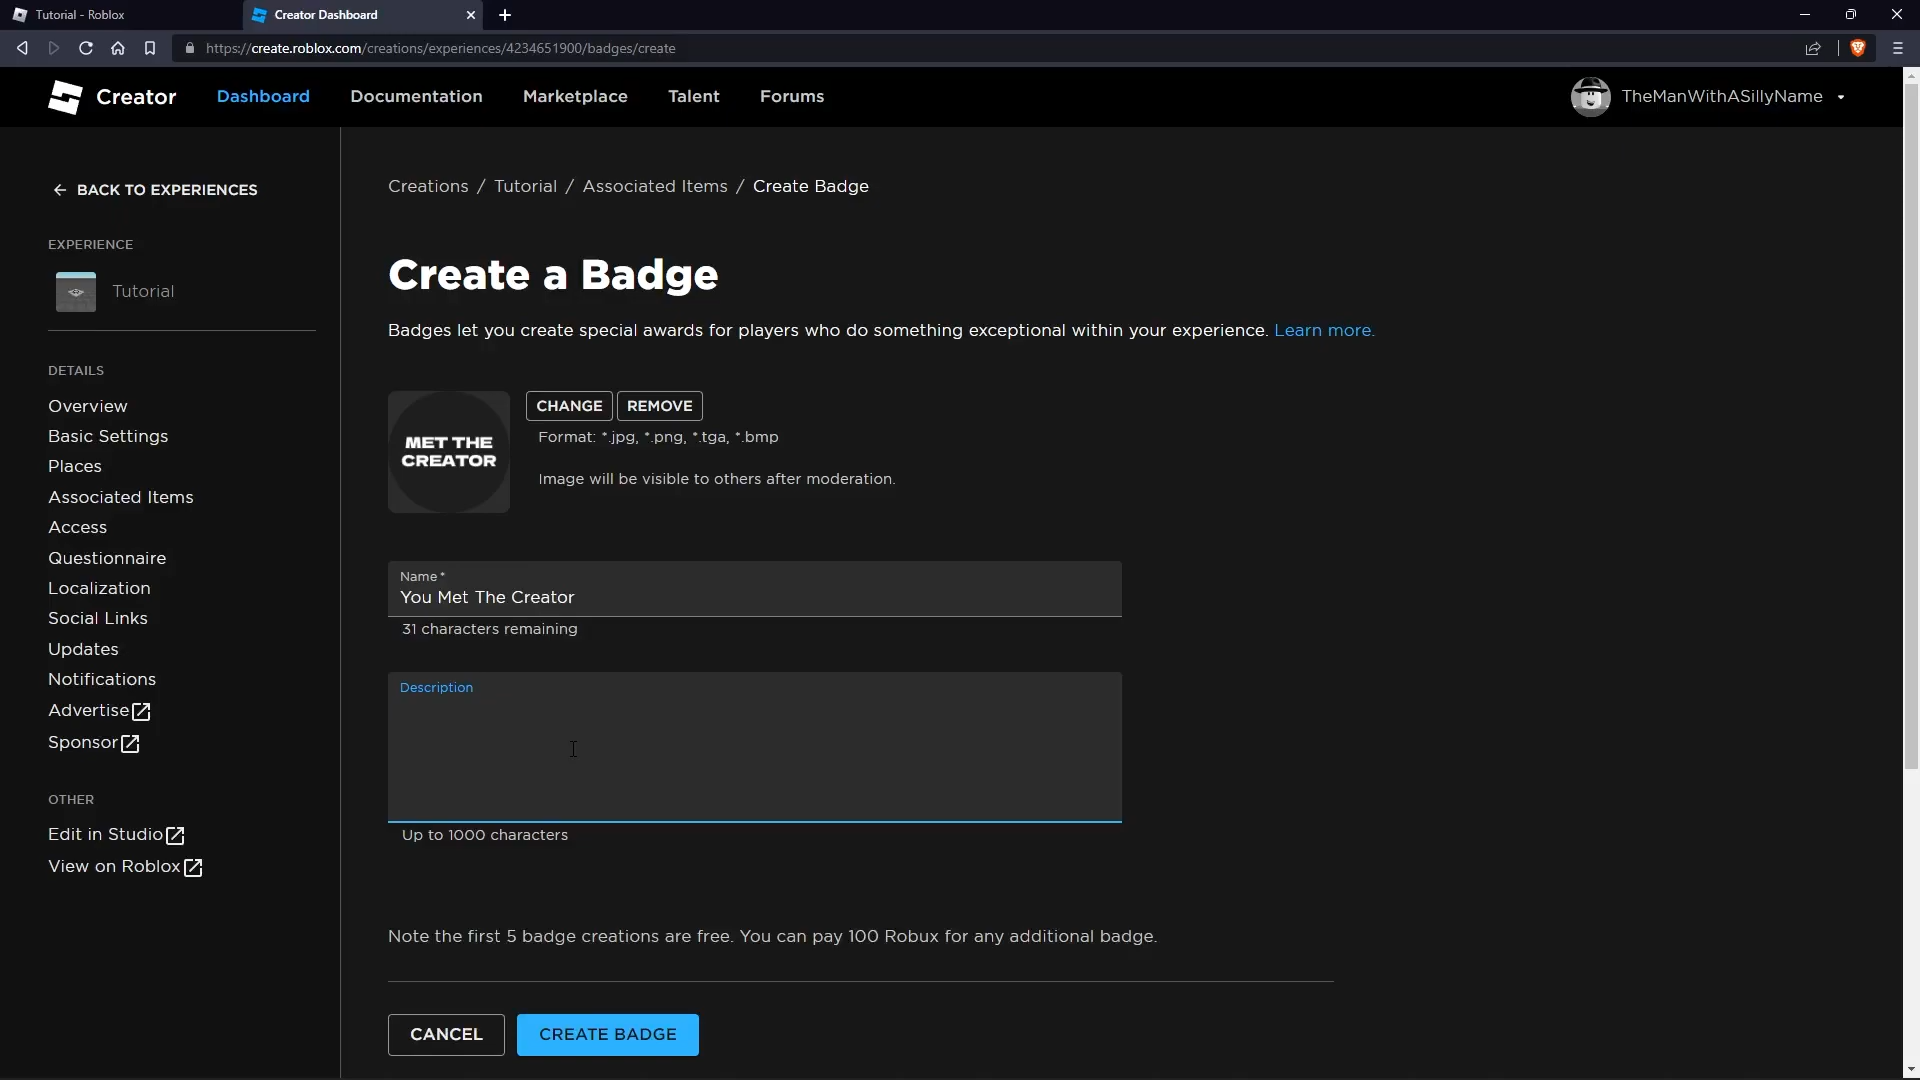 Tutorial - Roblox
Creator Dashboard
https://create.roblox.com/creations/experiences/4234651900/badges/create
Creator
Dashboard
Documentation
Marketplace
Talent
Forums
TheManWithASillyName
BACK TO EXPERIENCES
EXPERIENCE
Tutorial
DETAILS
Overview
Basic Settings
Places
Associated Items
Access
Questionnaire
Localization
Social Links
Updates
Notifications
Advertise
Sponsor
OTHER
Edit in Studio
View on Roblox
Creations / Tutorial / Associated Items / Create Badge
Create a Badge
Badges let you create special awards for players who do something exceptional within your experience. Learn more.
MET THE
CREATOR
CHANGE
REMOVE
Format: *.jpg, *.png, *.tga, *.bmp
Image will be visible to others after moderation.
Name *
You Met The Creator
31 characters remaining
Description
Up to 1000 characters
Note the first 5 badge creations are free. You can pay 100 Robux for any additional badge.
CANCEL
CREATE BADGE